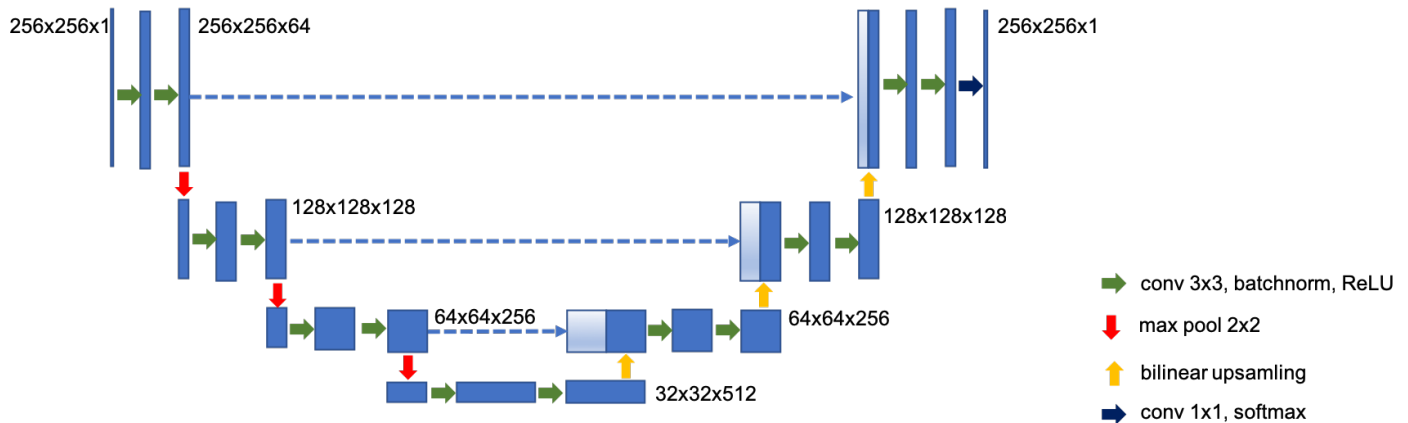 256x256x1
256x256x64
256x256x1
128x128x128
128x128x128
64x64x256
64x64x256
32x32x512
conv 3x3, batchnorm, ReLU
max pool 2x2
bilinear upsamling
conv 1x1, softmax